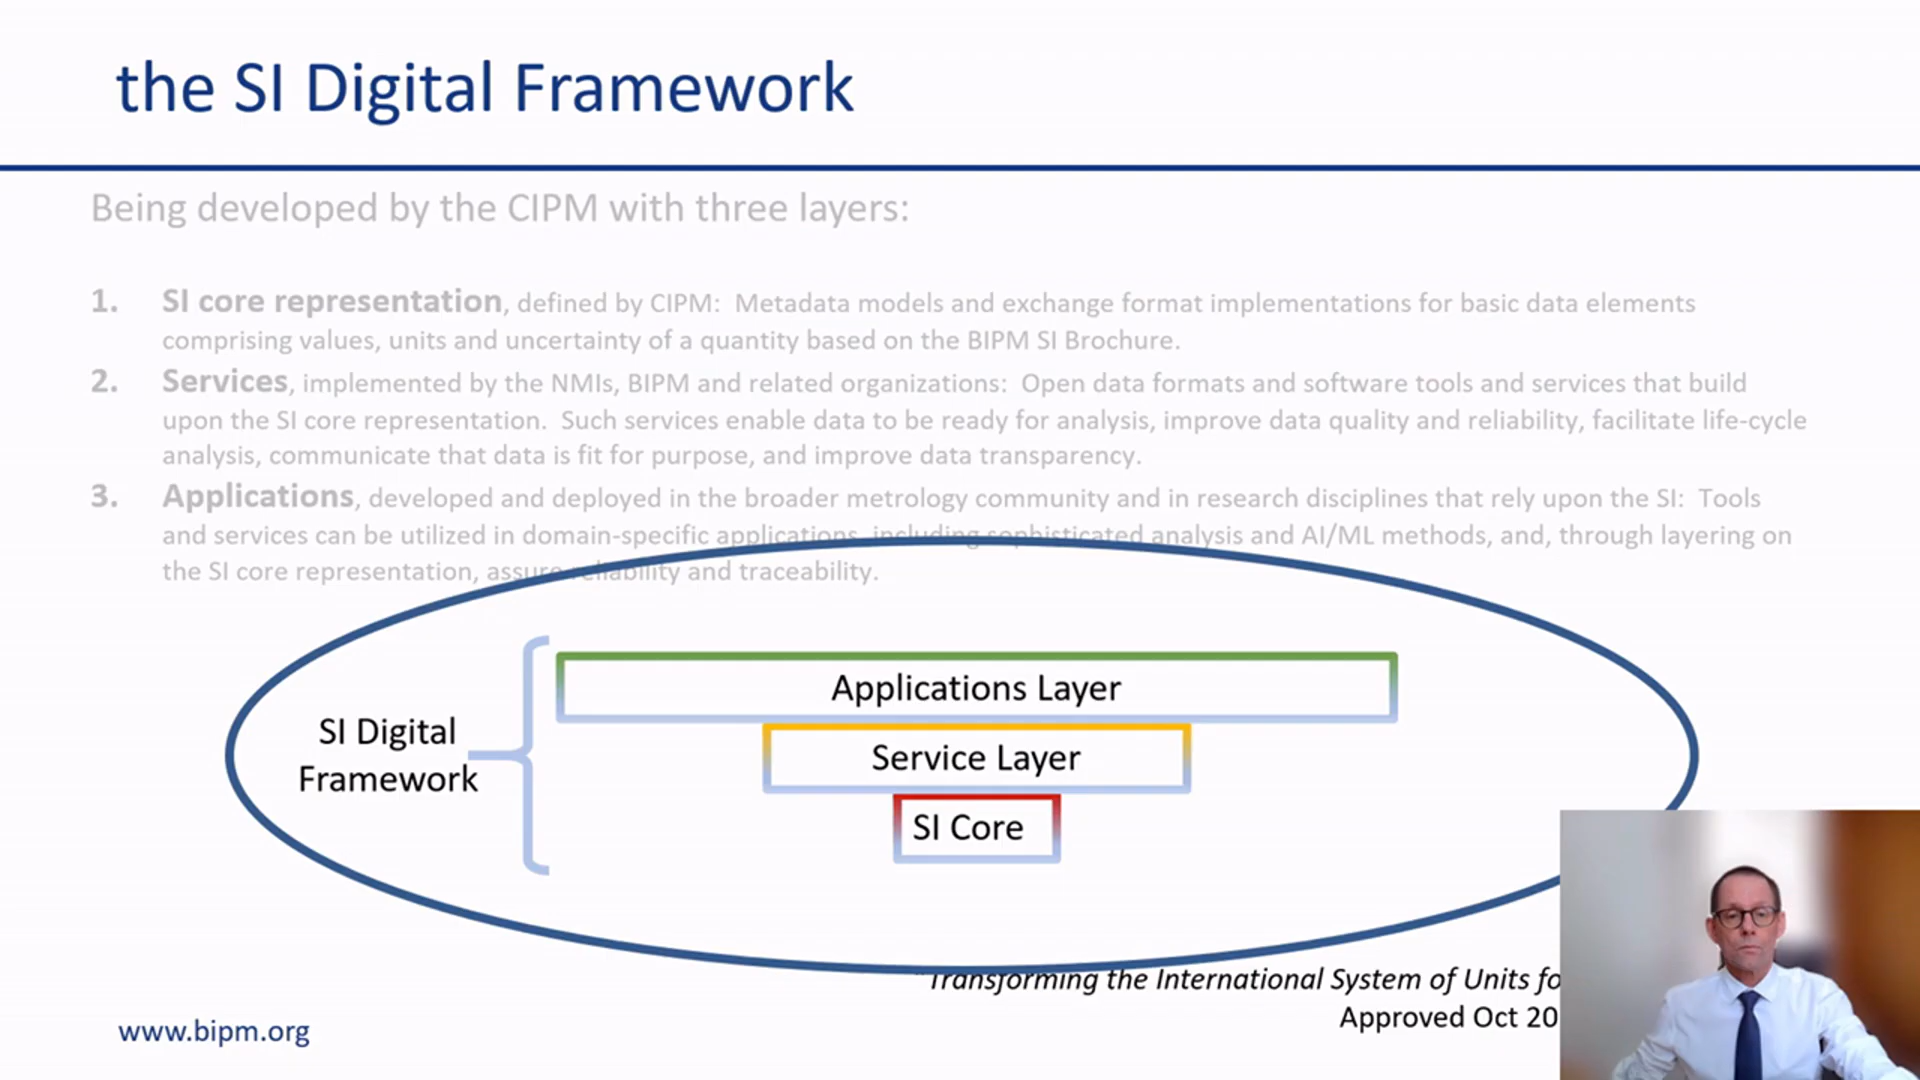 the SI Digital Framework
Being developed by the CIPM with three layers:
1. SI core representation, defined by CIPM: Metadata models and exchange format implementations for basic data elements
comprising values, units and uncertainty of a quantity based on the BIPM SI Brochure.
2. Services, implemented by the NMIs, BIPM and related organizations: Open data formats and software tools and services that build
upon the SI core representation. Such services enable data to be ready for analysis, improve data quality and reliability, facilitate life-cycle
analysis, communicate that data is fit for purpose, and improve data transparency.
3. Applications, developed and deployed in the broader metrology community and in research disciplines that rely upon the SI: Tools
and services can be utilized in domain-specific applications, including sophisticated analysis and AI/ML methods, and, through layering on
the SI core representation, assure reliability and traceability.
Applications Layer
SI Digital
Framework
Service Layer
SI Core
"Transforming the International System of Units fo
Approved Oct 20
www.bipm.org